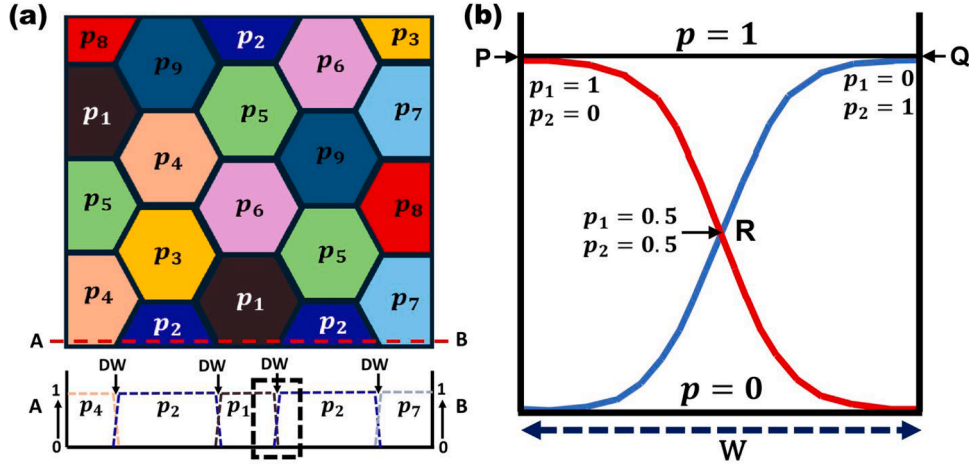 (a)
p₈
p₂
p₃
p₉
p₆
p₁
p₅
p₇
p₄
p₉
p₅
p₆
p₈
p₃
p₅
p₄
p₁
p₇
p₂
p₂
A
B
DW
DW
DW
DW
1
1
A
p₄
p₂
p₁
p₂
p₇
B
0
0
(b)
p = 1
P
Q
p₁ = 1
p₂ = 0
p₁ = 0
p₂ = 1
p₁ = 0.5
p₂ = 0.5
R
p = 0
W